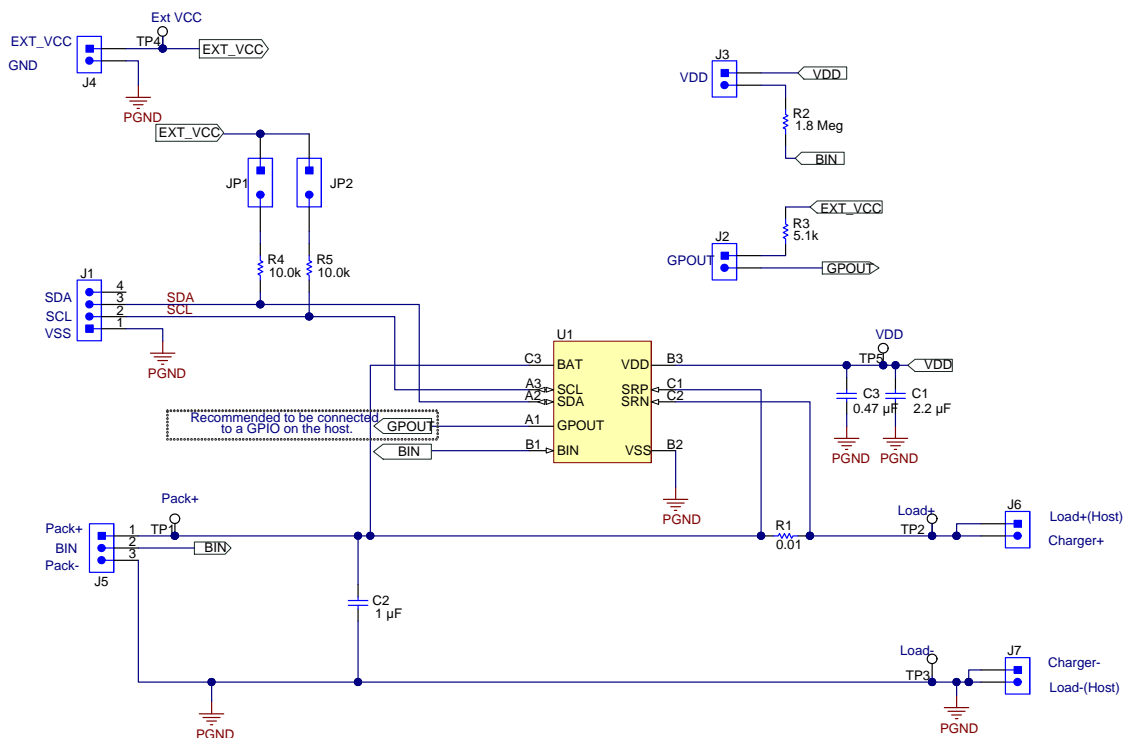 Ext VCC
EXT_VCC
TP4
EXT_VCC
GND
J4
PGND
J3
VDD
VDD
R2
1.8 Meg
BIN
EXT_VCC
JP1
JP2
R4
10.0k
R5
10.0k
EXT_VCC
R3
5.1k
J2
GPOUT
GPOUT
J1
4
SDA
3
SDA
SCL
2
SCL
VSS
1
PGND
U1
C3
BAT
VDD
B3
A3
SCL
SRP
C1
A2
SDA
SRN
C2
A1
GPOUT
B1
BIN
VSS
B2
VDD
TP5
VDD
C3
0.47 µF
C1
2.2 µF
PGND
PGND
Recommended to be connected
to a GPIO on the host.
GPOUT
BIN
PGND
Pack+
Pack+
1
TP1
BIN
2
BIN
Pack-
3
J5
R1
0.01
Load+
TP2
J6
Load+(Host)
Charger+
C2
1 µF
Load-
TP3
J7
Charger-
Load-(Host)
PGND
PGND